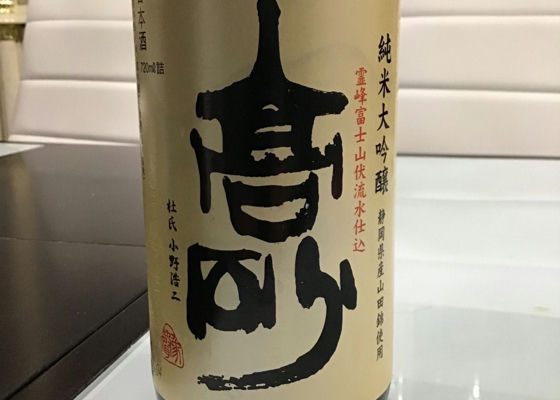 純米大吟醸
静岡県産山田錦使用
霊峰富士山伏流水仕込
高砂
杜氏 小野浩二
日本酒
720ml詰